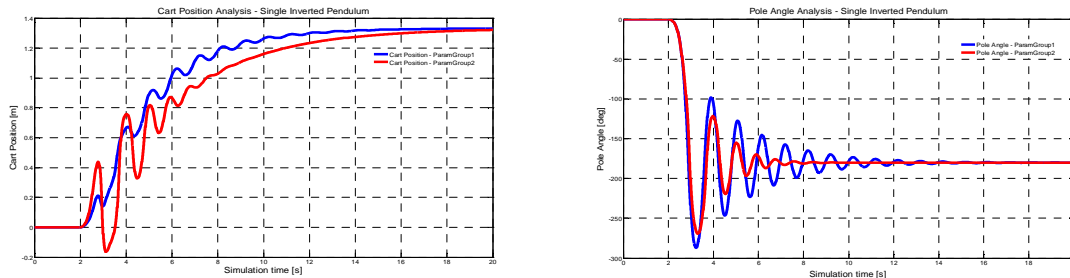 Cart Position Analysis - Single Inverted Pendulum
1.4
1.2
1
0.8
0.6
0.4
0.2
0
-0.2
Cart Position [m]
Cart Position - ParamGroup1
Cart Position - ParamGroup2
0 2 4 6 8 10 12 14 16 18 20
Simulation time [s]
Pole Angle Analysis - Single Inverted Pendulum
0
-50
-100
-150
-200
-250
-300
Pole Angle [deg]
Pole Angle - ParamGroup1
Pole Angle - ParamGroup2
0 2 4 6 8 10 12 14 16 18
Simulation time [s]